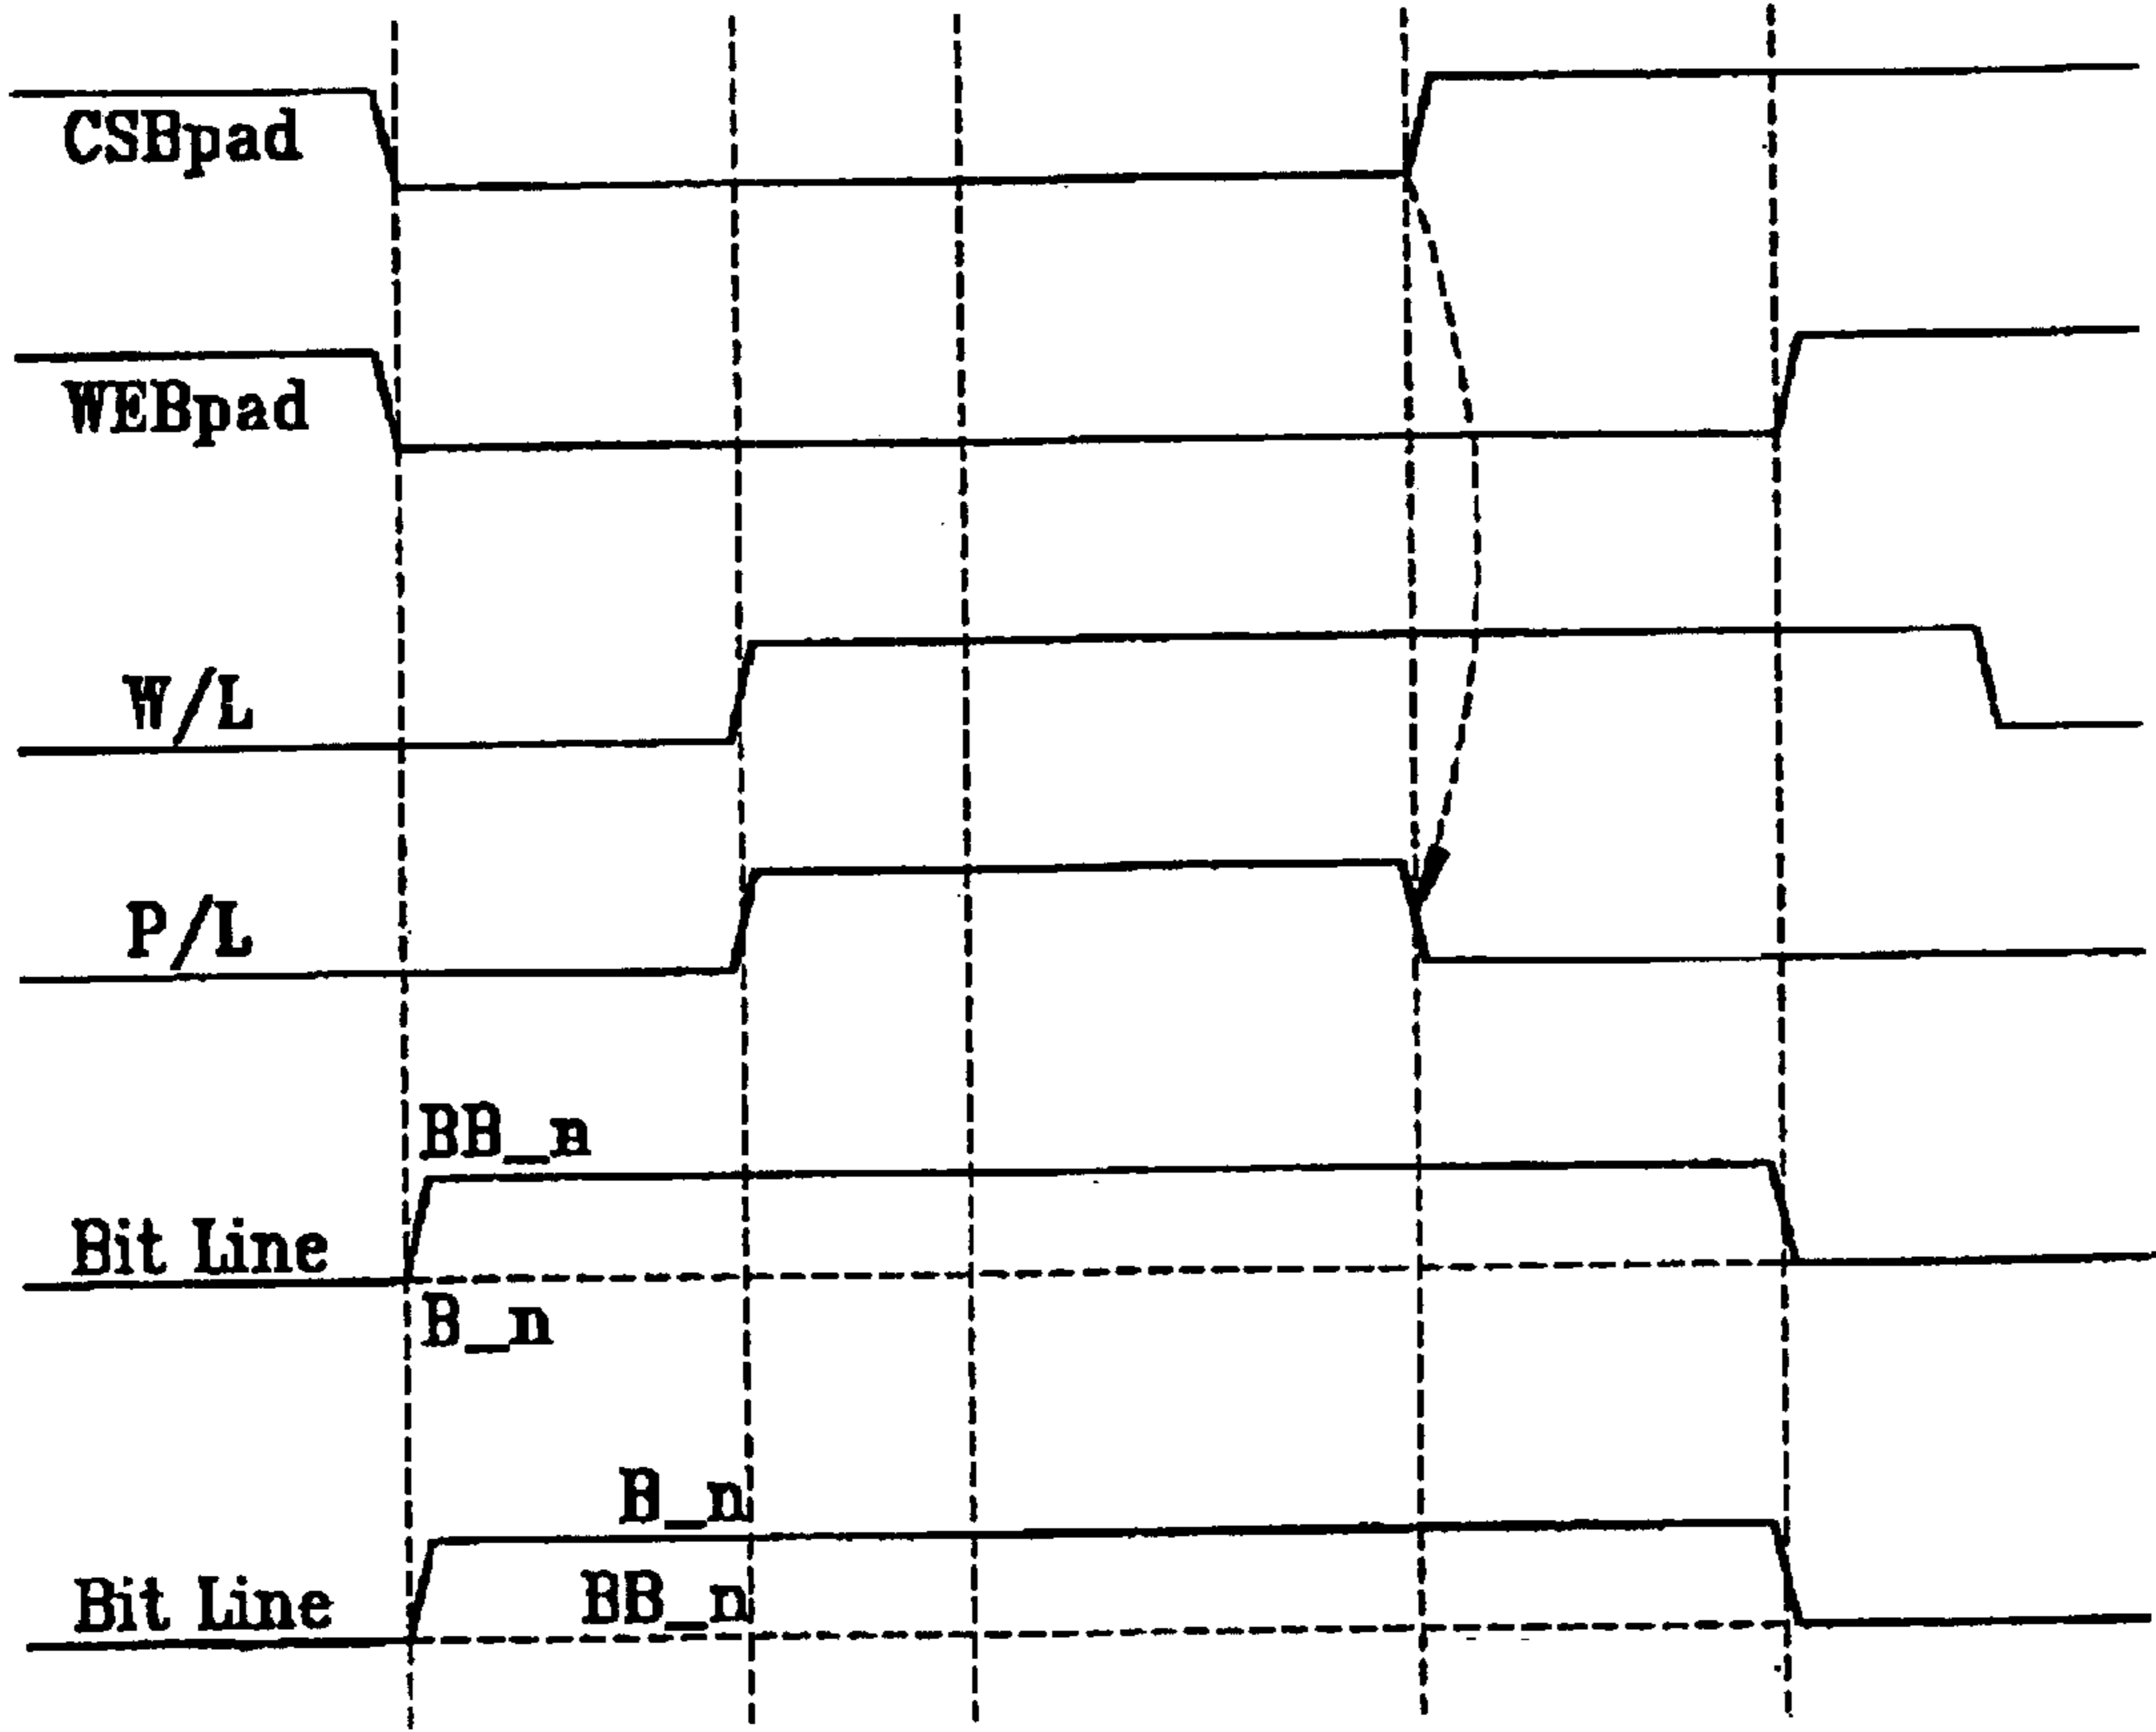 CSBpad
WEBpad
W/L
P/L
BB_n
Bit Line
B_n
B_n
BB_n
Bit Line